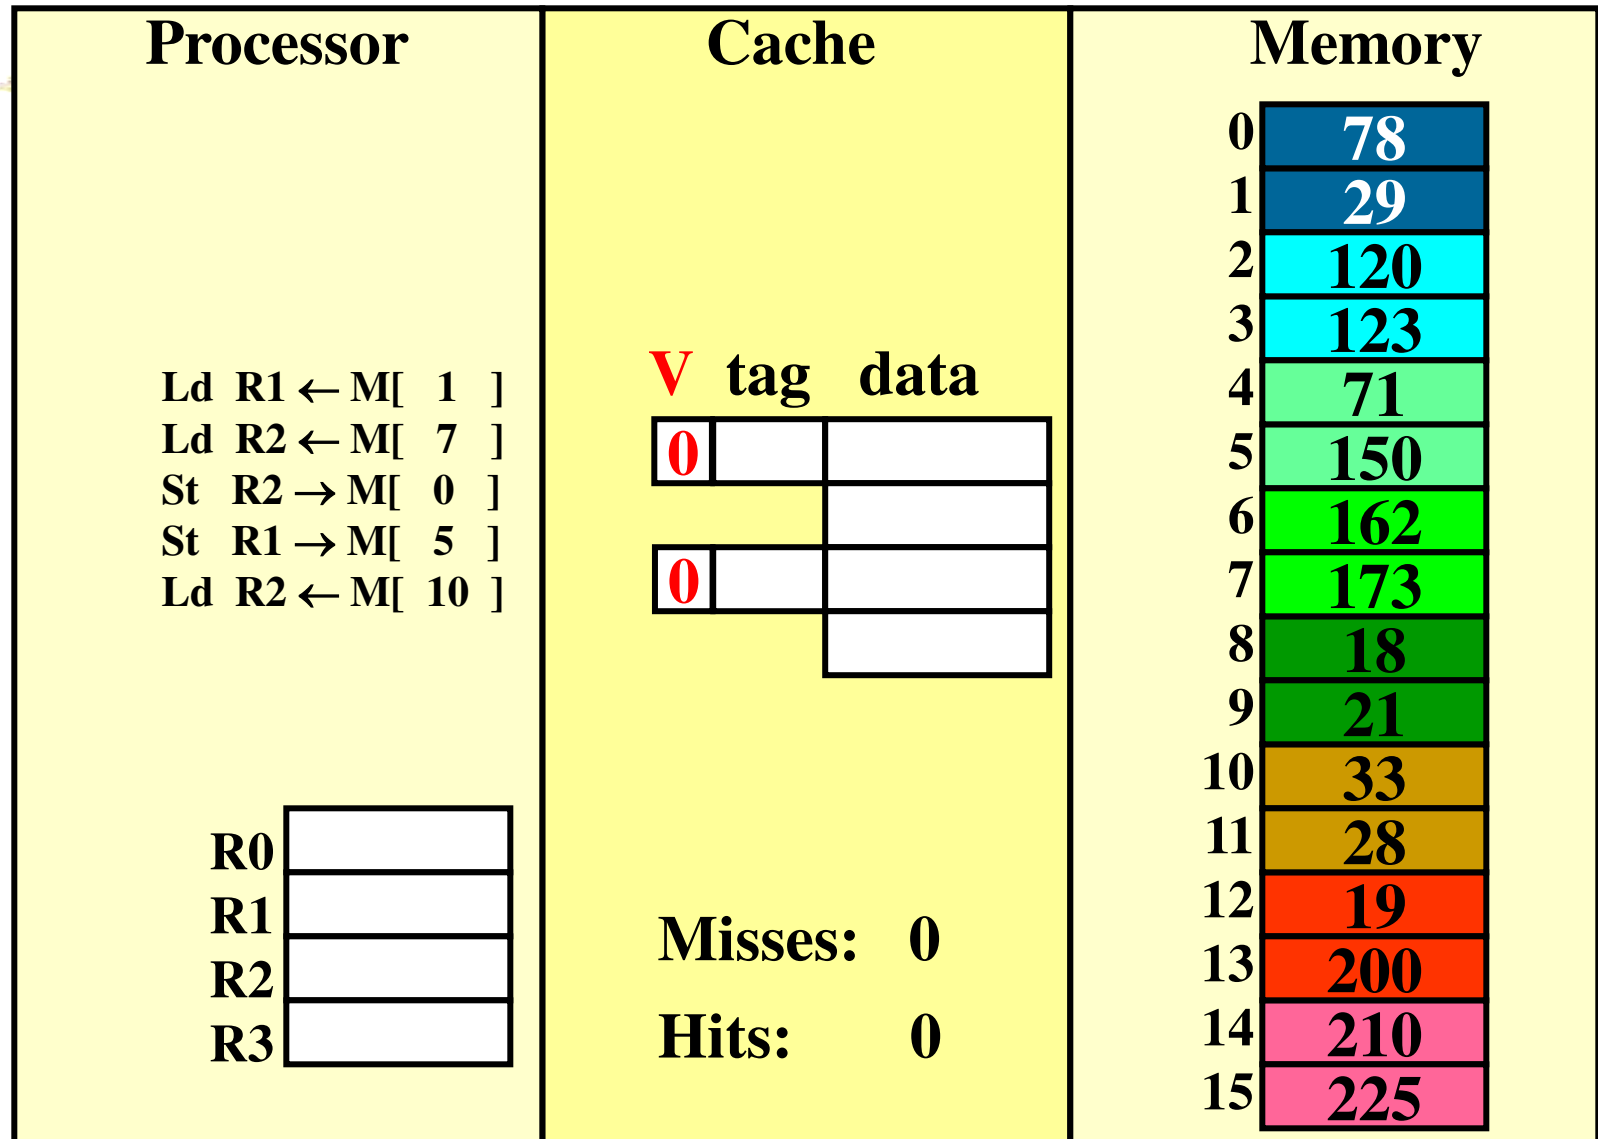 Processor
Ld R1 ← M[ 1 ]
Ld R2 ← M[ 7 ]
St R2 → M[ 0 ]
St R1 → M[ 5 ]
Ld R2 ← M[ 10 ]
R0
R1
R2
R3
Cache
V tag data
0
0
Misses: 0
Hits: 0
Memory
0 78
1 29
2 120
3 123
4 71
5 150
6 162
7 173
8 18
9 21
10 33
11 28
12 19
13 200
14 210
15 225